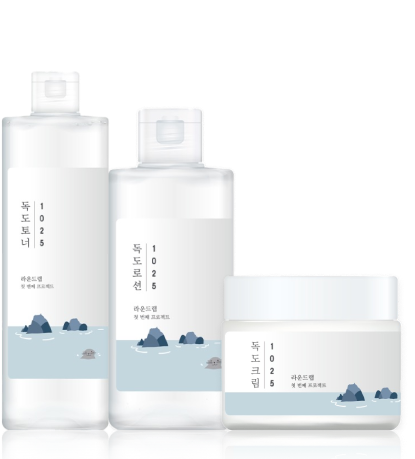 독도토너
1025
라운드랩
첫 번째 프로젝트
독도로션
1025
라운드랩
첫 번째 프로젝트
독도크림
1025
라운드랩
첫 번째 프로젝트